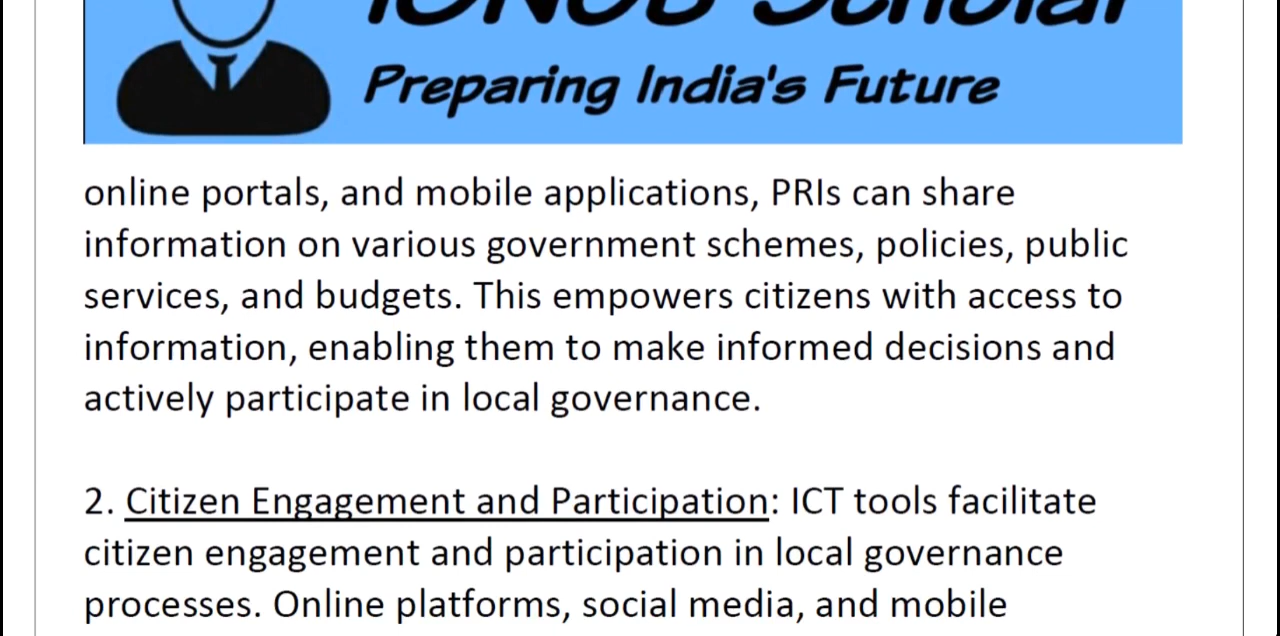 Scholar
Preparing India's Future
online portals, and mobile applications, PRIs can share
information on various government schemes, policies, public
services, and budgets. This empowers citizens with access to
information, enabling them to make informed decisions and
actively participate in local governance.
2. Citizen Engagement and Participation: ICT tools facilitate
citizen engagement and participation in local governance
processes. Online platforms, social media, and mobile